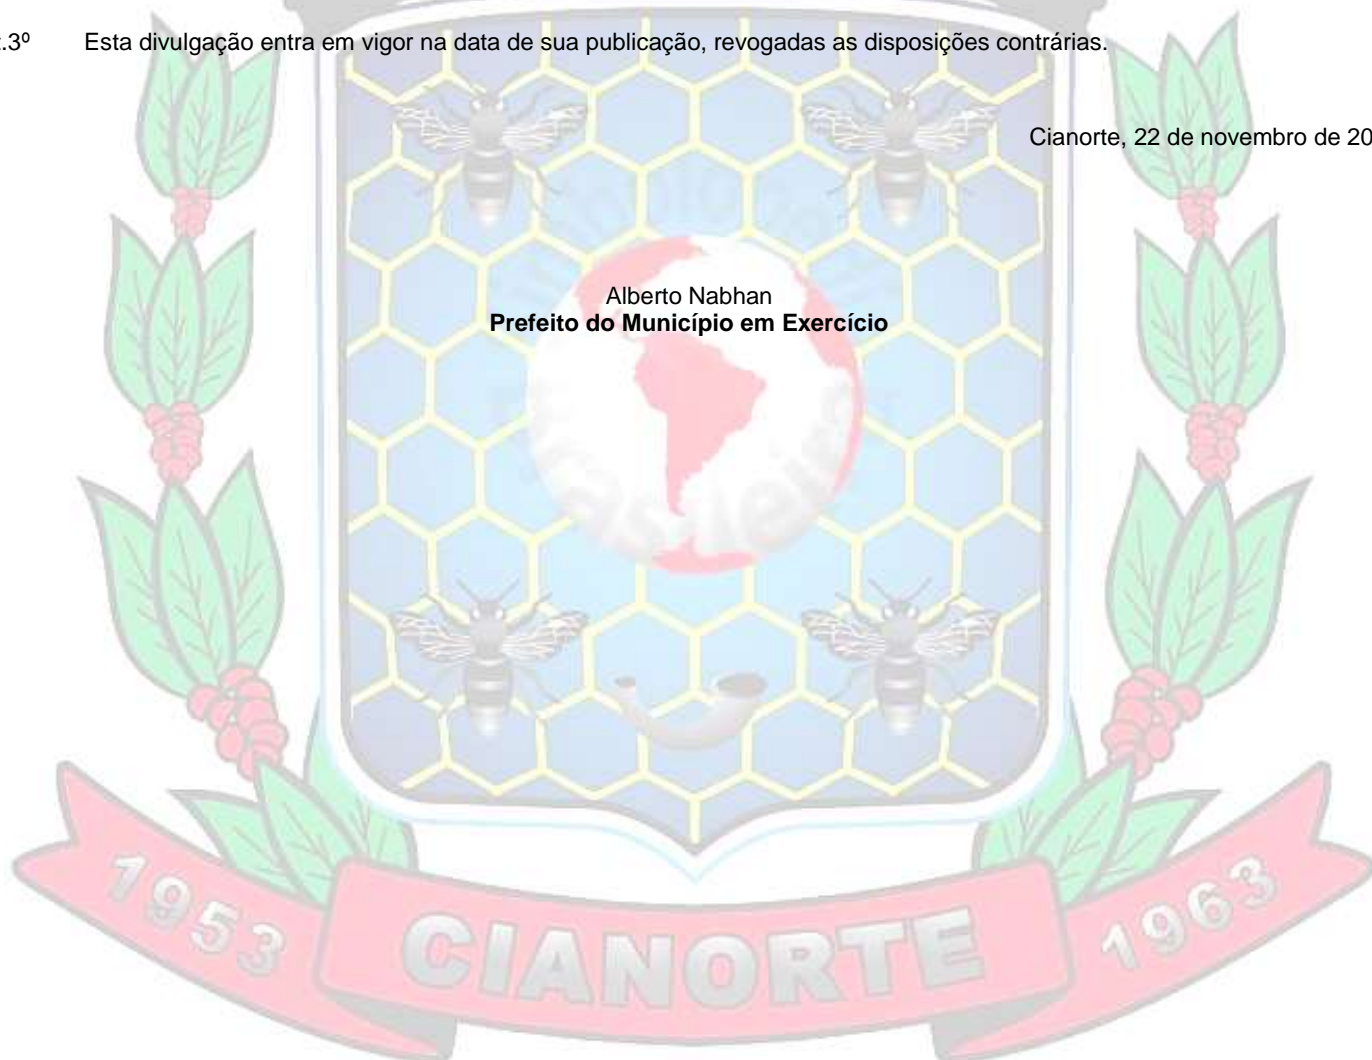 .3º Esta divulgação entra em vigor na data de sua publicação, revogadas as disposições contrárias.
Cianorte, 22 de novembro de 20
Alberto Nabhan
Prefeito do Município em Exercício
1953 CIANORTE 1963